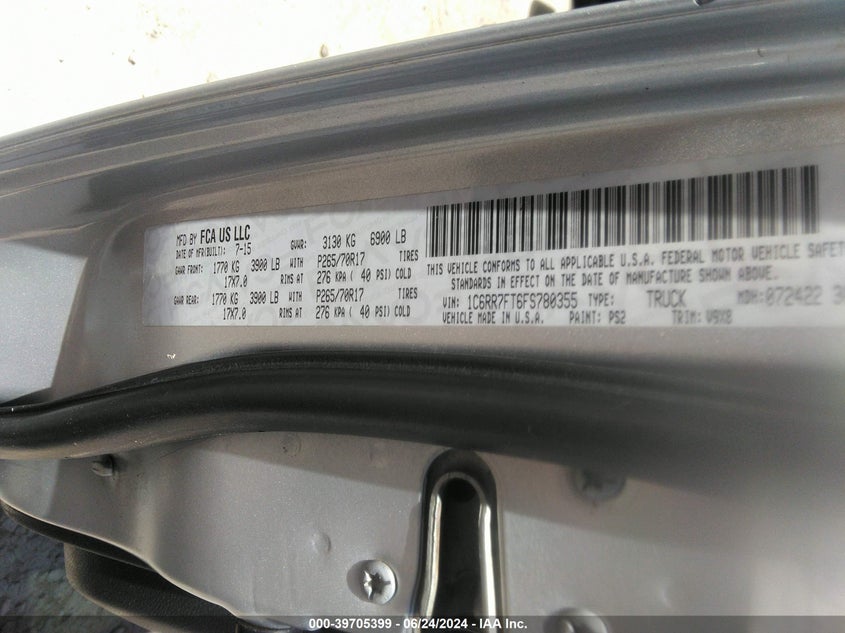 MFD BY FCA US LLC
DATE OF MFR(BUILT): 7-15 GVWR: 3130 KG 6900 LB
GAWR FRONT: 1770 KG 3900 LB WITH P265/70R17 TIRES
17X7.0 RIMS AT 276 KPA ( 40 PSI) COLD
GAWR REAR: 1770 KG 3900 LB WITH P265/70R17 TIRES
17X7.0 RIMS AT 276 KPA ( 40 PSI) COLD
THIS VEHICLE CONFORMS TO ALL APPLICABLE U.S.A. FEDERAL MOTOR VEHICLE SAFETY
STANDARDS IN EFFECT ON THE DATE OF MANUFACTURE SHOWN ABOVE.
VIN: 1C6RR7FT6FS780355 TYPE: TRUCK MDH: 072422
VEHICLE MADE IN U.S.A. PAINT: PS2 TRIM: V9X8
000-39705399 - 06/24/2024 - IAA Inc.